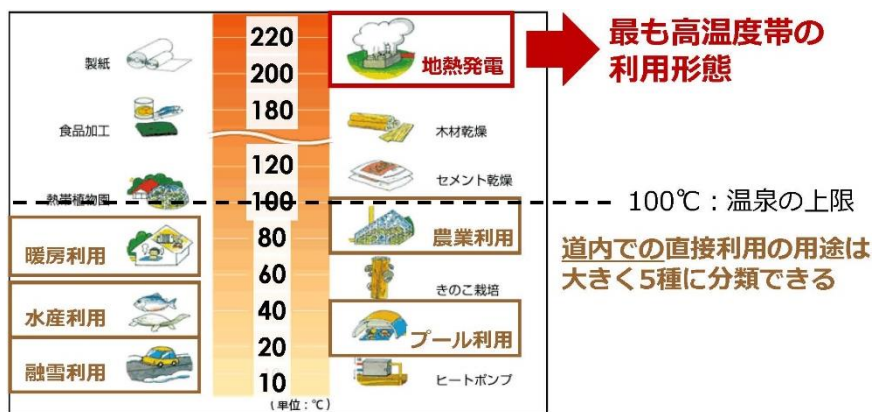 製紙
食品加工
熱帯植物園
暖房利用
水産利用
融雪利用
220
200
180
120
100
80
60
40
20
10
(単位:℃)
地熱発電
木材乾燥
セメント乾燥
農業利用
きのこ栽培
プール利用
ヒートポンプ
最も高温度帯の
利用形態
100℃:温泉の上限
道内での直接利用の用途は
大きく5種に分類できる